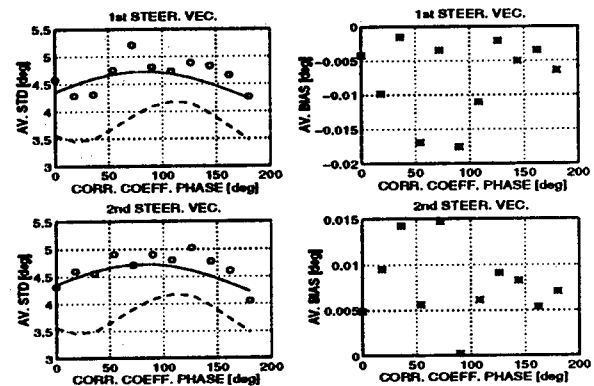 1st STEER. VEC.
AV. STD [deg]
5.5
5
4.5
4
3.5
3
0 50 100 150 200
CORR. COEFF. PHASE [deg]
1st STEER. VEC.
AV. BIAS [deg]
0
−0.005
−0.01
−0.015
−0.02
0 50 100 150 200
CORR. COEFF. PHASE [deg]
2nd STEER. VEC.
AV. STD [deg]
5.5
5
4.5
4
3.5
3
0 50 100 150 200
CORR. COEFF. PHASE [deg]
2nd STEER. VEC.
AV. BIAS [deg]
0.015
0.01
0.005
0
0 50 100 150 200
CORR. COEFF. PHASE [deg]